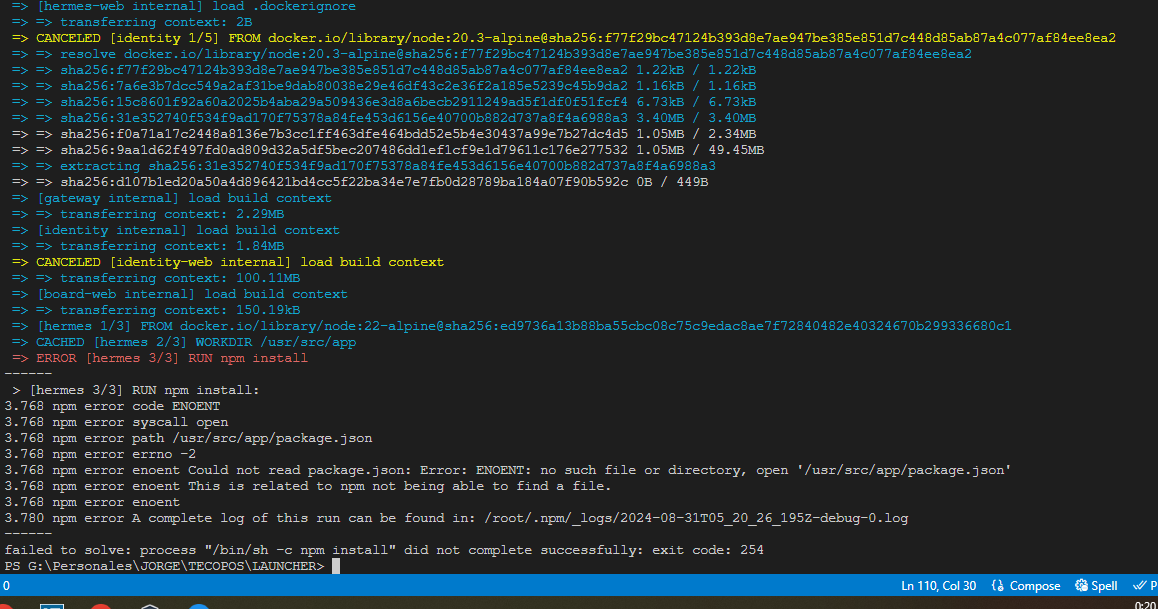 => [hermes-web internal] load .dockerignore
=> => transferring context: 2B
=> CANCELED [identity 1/5] FROM docker.io/library/node:20.3-alpine@sha256:f77f29bc47124b393d8e7ae947be385e851d7c448d85ab87a4c077af84ee8ea2
=> => resolve docker.io/library/node:20.3-alpine@sha256:f77f29bc47124b393d8e7ae947be385e851d7c448d85ab87a4c077af84ee8ea2
=> => sha256:f77f29bc47124b393d8e7ae947be385e851d7c448d85ab87a4c077af84ee8ea2 1.22kB / 1.22kB
=> => sha256:7a6e3b7dcc549a2af31be9dab80038e29e46df43c2e36f2a185e5239c45b9da2 1.16kB / 1.16kB
=> => sha256:15c8601f92a60a2025b4aba29a509436e3d8a6becb2911249ad5f1df0f51fcf4 6.73kB / 6.73kB
=> => sha256:31e352740f534f9ad170f75378a84fe453d6156e40700b882d737a8f4a6988a3 3.40MB / 3.40MB
=> => sha256:f0a71a17c2448a8136e7b3cc1ff463dfe464bdd52e5b4e30437a99e7b27dc4d5 1.05MB / 2.34MB
=> => sha256:9aa1d62f497fd0ad809d32a5df5bec207486dd1ef1cf9e1d79611c176e277532 1.05MB / 49.45MB
=> => extracting sha256:31e352740f534f9ad170f75378a84fe453d6156e40700b882d737a8f4a6988a3
=> => sha256:d107b1ed20a50a4d896421bd4cc5f22ba34e7e7fb0d28789ba184a07f90b592c 0B / 449B
=> [gateway internal] load build context
=> => transferring context: 2.29MB
=> [identity internal] load build context
=> => transferring context: 1.84MB
=> CANCELED [identity-web internal] load build context
=> => transferring context: 100.11MB
=> [board-web internal] load build context
=> => transferring context: 150.19kB
=> [hermes 1/3] FROM docker.io/library/node:22-alpine@sha256:ed9736a13b88ba55cbc08c75c9edac8ae7f72840482e40324670b299336680c1
=> CACHED [hermes 2/3] WORKDIR /usr/src/app
=> ERROR [hermes 3/3] RUN npm install
------
> [hermes 3/3] RUN npm install:
3.768 npm error code ENOENT
3.768 npm error syscall open
3.768 npm error path /usr/src/app/package.json
3.768 npm error errno -2
3.768 npm error enoent Could not read package.json: Error: ENOENT: no such file or directory, open '/usr/src/app/package.json'
3.768 npm error enoent This is related to npm not being able to find a file.
3.768 npm error enoent
3.780 npm error A complete log of this run can be found in: /root/.npm/_logs/2024-08-31T05_20_26_195Z-debug-0.log
------
failed to solve: process "/bin/sh -c npm install" did not complete successfully: exit code: 254
PS G:\Personales\JORGE\TECOPOS\LAUNCHER>
0 Ln 110, Col 30 Compose Spell P
0:20